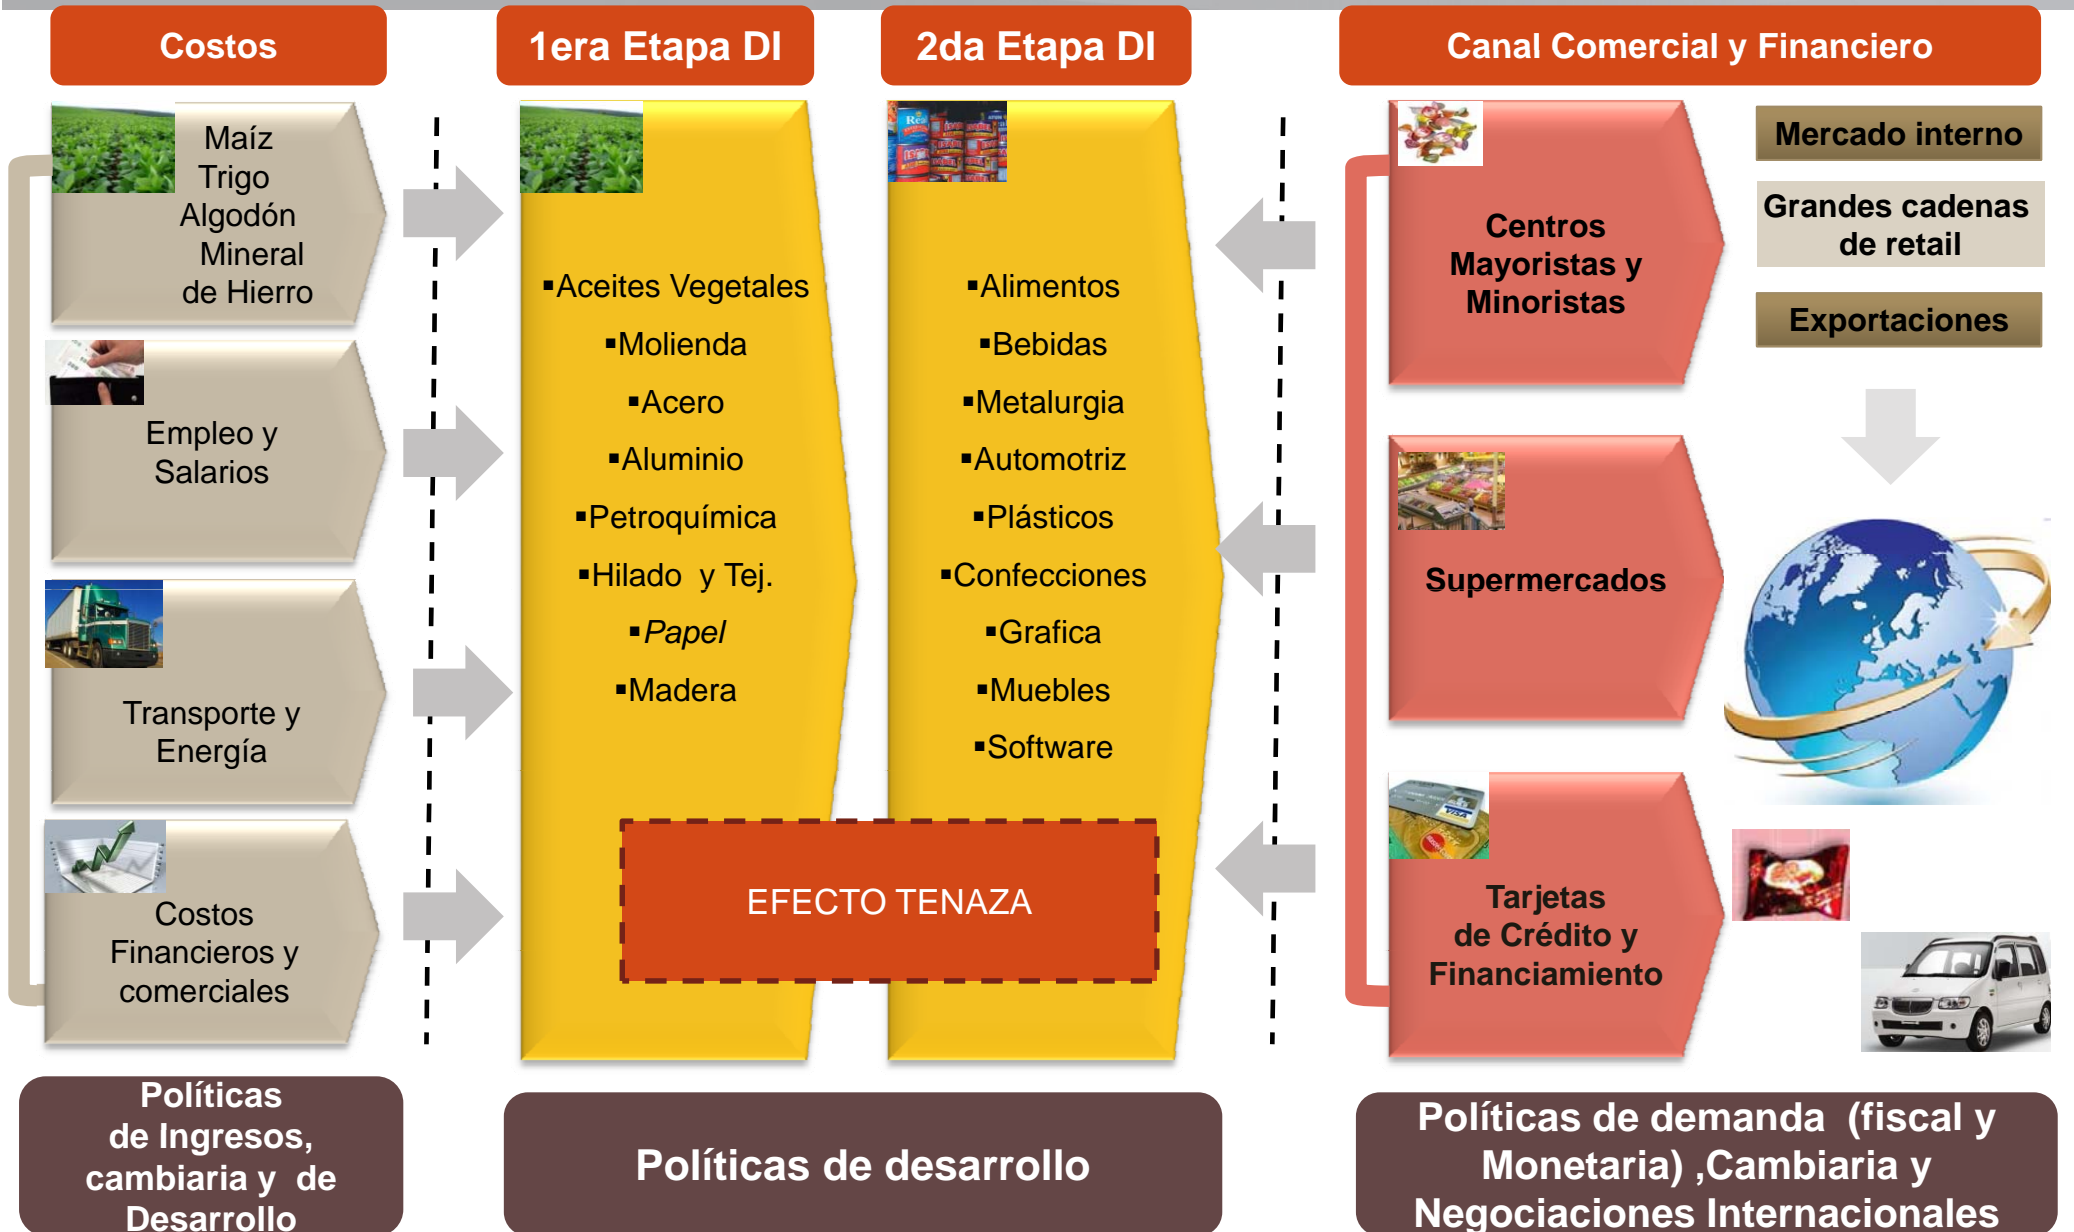 Costos
1era Etapa DI
2da Etapa DI
Canal Comercial y Financiero
Maíz
Trigo
Algodón
Mineral
de Hierro
Empleo y
Salarios
Transporte y
Energía
Costos
Financieros y
comerciales
▪Aceites Vegetales
▪Molienda
▪Acero
▪Aluminio
▪Petroquímica
▪Hilado y Tej.
▪Papel
▪Madera
▪Alimentos
▪Bebidas
▪Metalurgia
▪Automotriz
▪Plásticos
▪Confecciones
▪Grafica
▪Muebles
▪Software
EFECTO TENAZA
Centros
Mayoristas y
Minoristas
Supermercados
VISA
Tarjetas
de Crédito y
Financiamiento
Mercado interno
Grandes cadenas
de retail
Exportaciones
Políticas
de Ingresos,
cambiaria y de
Desarrollo
Políticas de desarrollo
Políticas de demanda (fiscal y
Monetaria) ,Cambiaria y
Negociaciones Internacionales